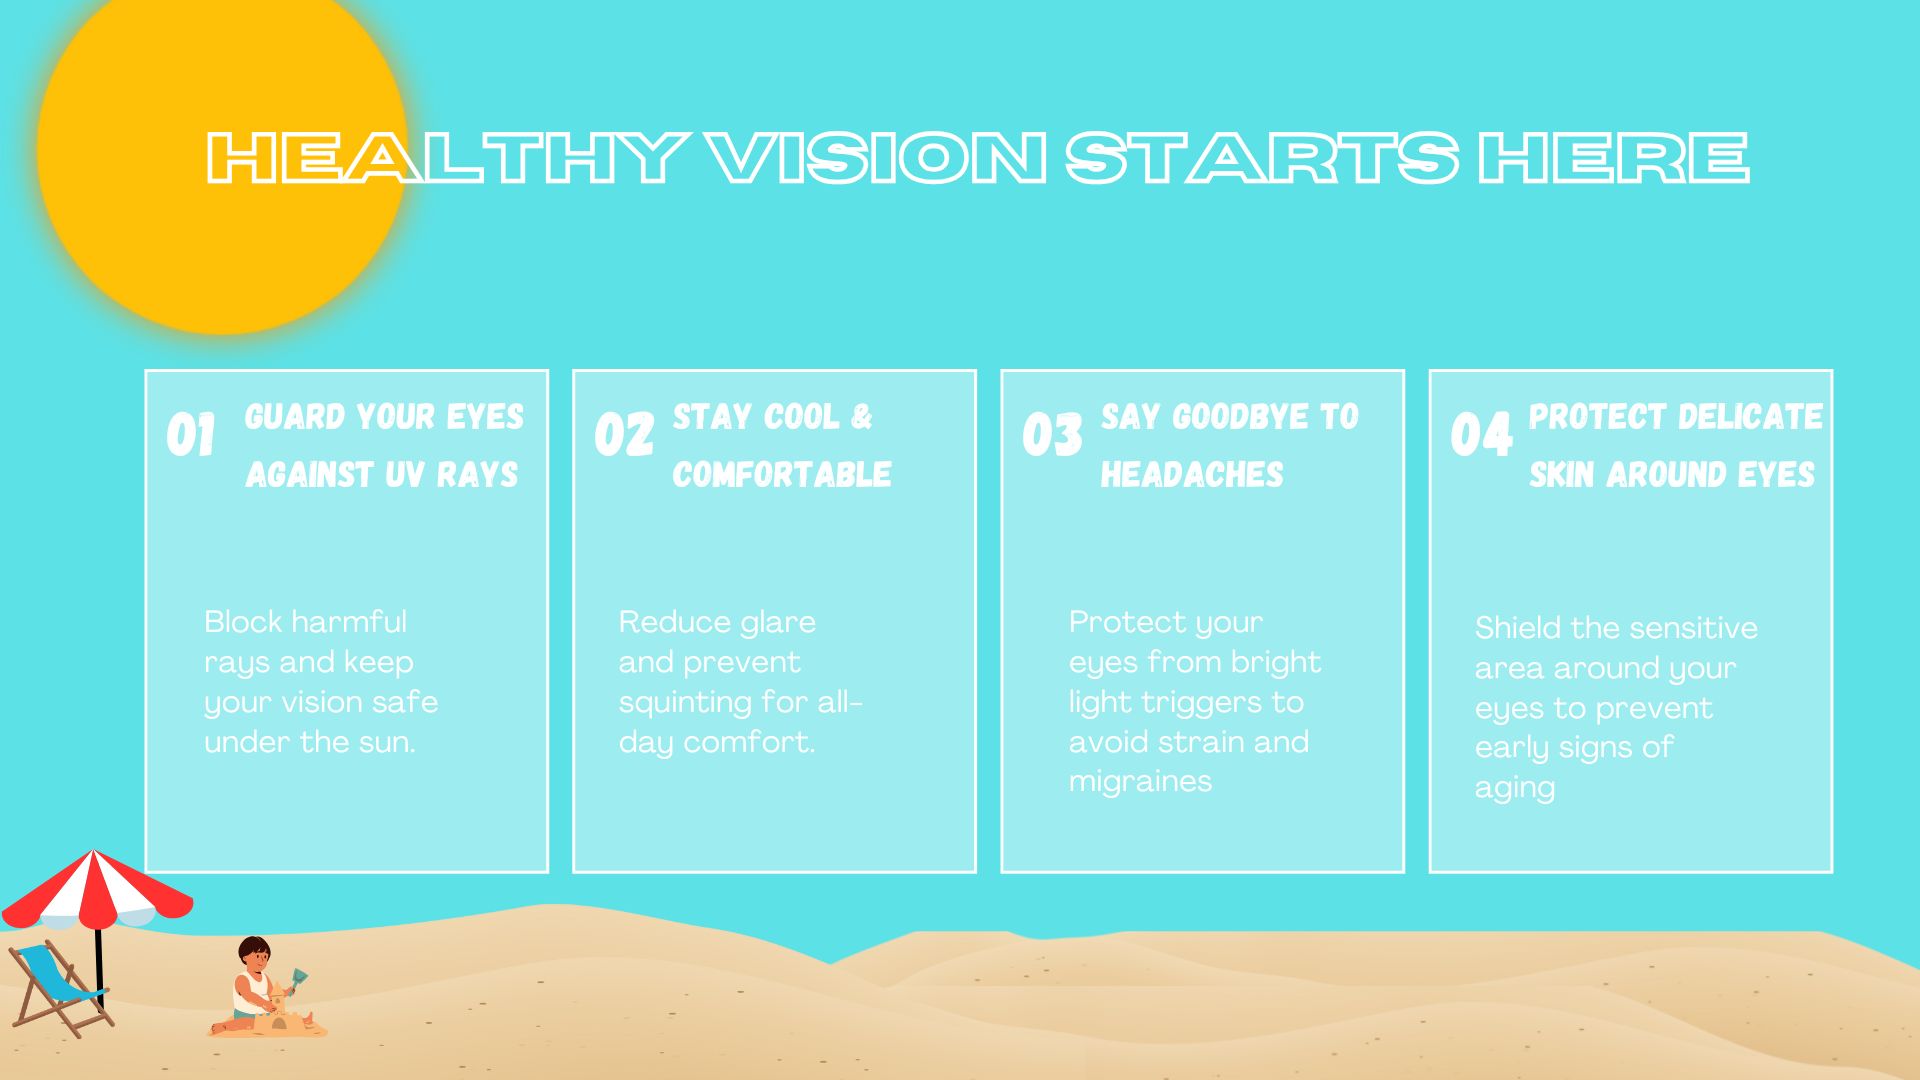 HEALTHY VISION STARTS HERE
01
GUARD YOUR EYES
AGAINST UV RAYS
Block harmful
rays and keep
your vision safe
under the sun.
02
STAY COOL &
COMFORTABLE
Reduce glare
and prevent
squinting for all-
day comfort.
03
SAY GOODBYE TO
HEADACHES
Protect your
eyes from bright
light triggers to
avoid strain and
migraines
04
PROTECT DELICATE
SKIN AROUND EYES
Shield the sensitive
area around your
eyes to prevent
early signs of
aging